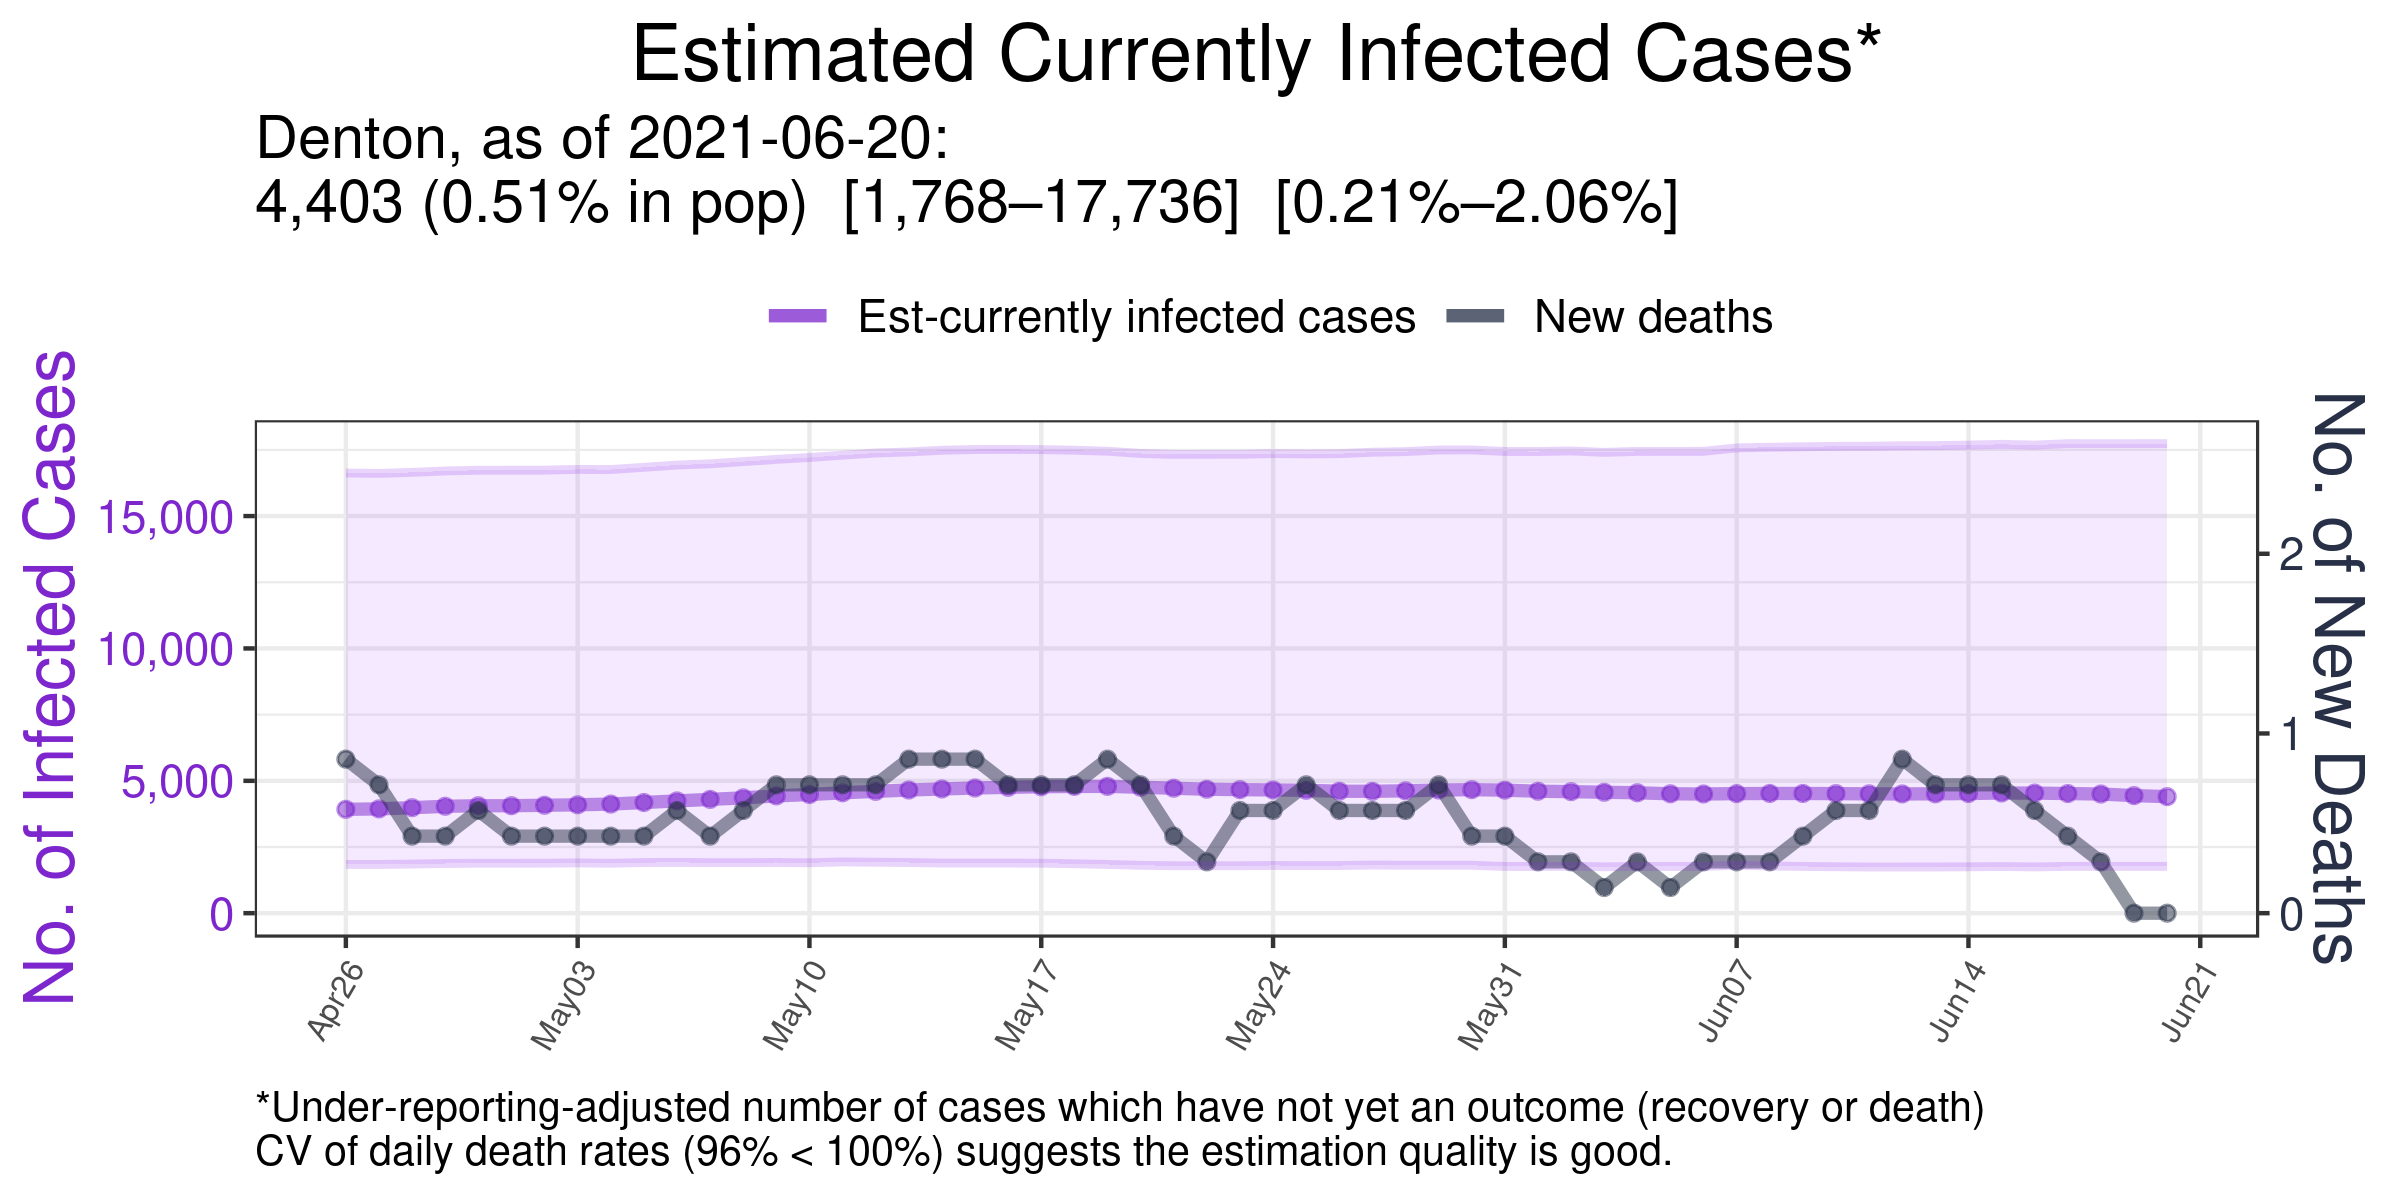 Estimated Currently Infected Cases*
Denton, as of 2021-06-20:
4,403 (0.51% in pop)  [1,768–17,736]  [0.21%–2.06%]
Est-currently infected cases
New deaths
No. of Infected Cases
15,000
10,000
5,000
0
2
1
0
No. of New Deaths
Apr26
May03
May10
May17
May24
May31
Jun07
Jun14
Jun21
*Under-reporting-adjusted number of cases which have not yet an outcome (recovery or death)
CV of daily death rates (96% < 100%) suggests the estimation quality is good.